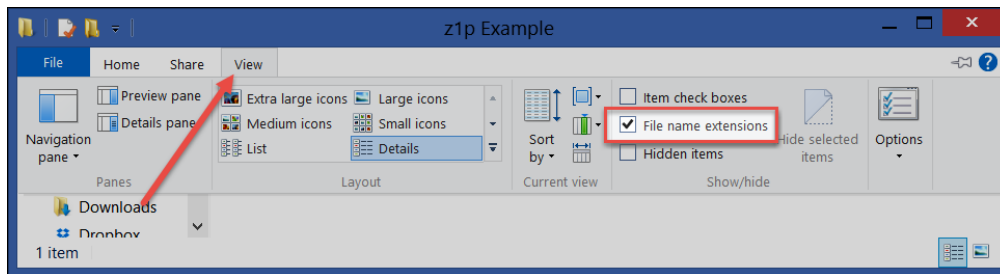 z1p Example
File Home Share View
Preview pane
Details pane
Navigation pane
Panes
Extra large icons Large icons
Medium icons Small icons
List Details
Layout
Sort by
Current view
Item check boxes
File name extensions
Hidden items
Hide selected items
Show/hide
Options
Downloads
Dropbox
1 item